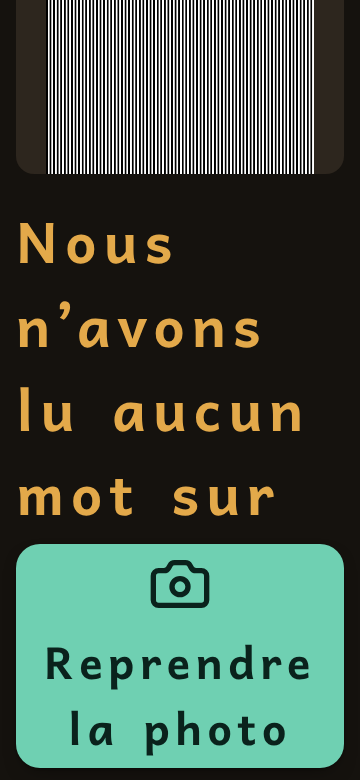 Nous
n’avons
lu aucun
mot sur
Reprendre
la photo